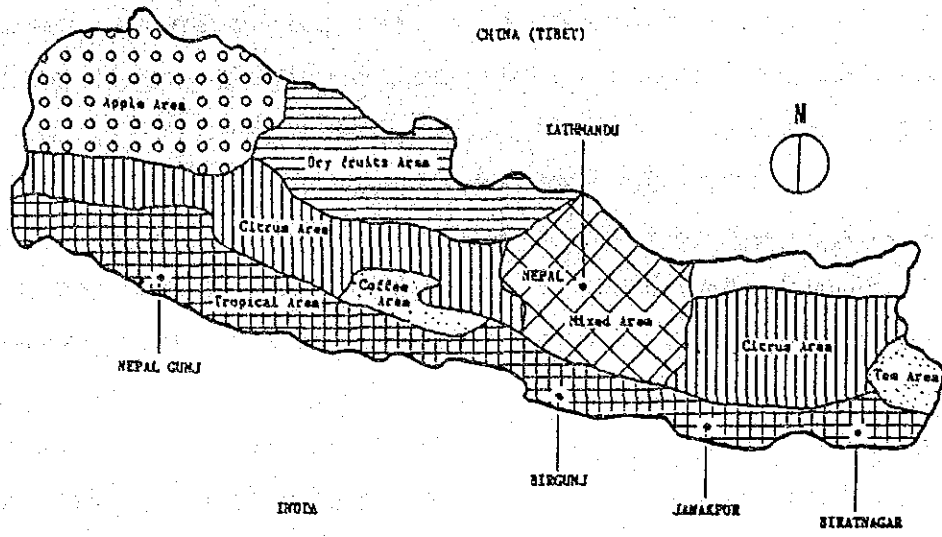 CHINA (TIBET)
N
KATHMANDU
Apple Area
Dry fruits Area
Citrus Area
NEPAL
Coffee
Area
Tropical Area
Mixed Area
Citrus Area
Tea Area
NEPAL GUNJ
BIRGUNJ
INDIA
JANAKPUR
BIRATNAGAR